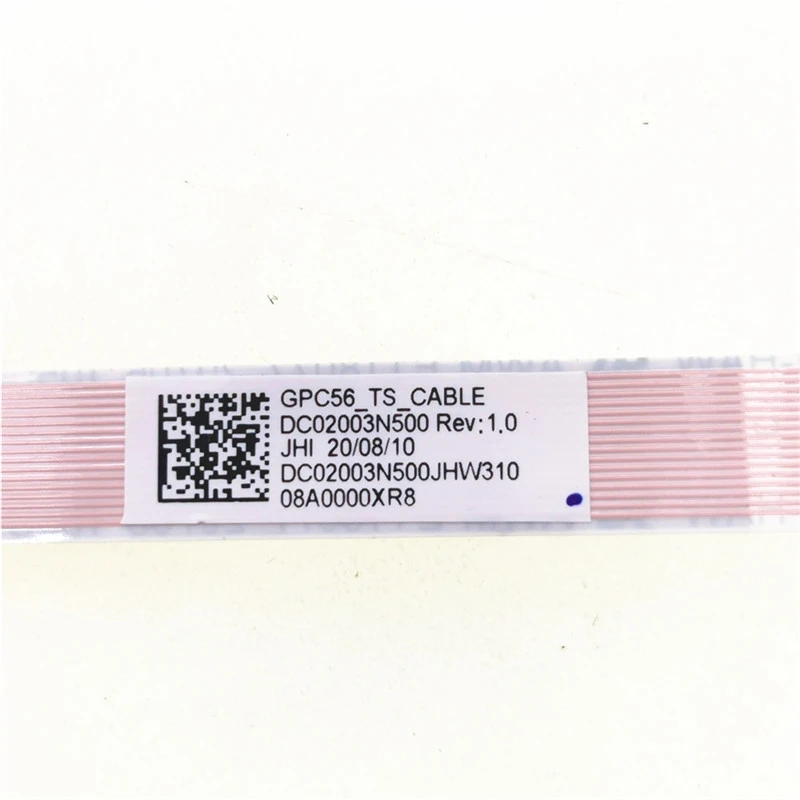 GPC56_TS_CABLE
DC02003N500 Rev:1.0
JHI 20/08/10
DC02003N500JHW310
08A0000XR8